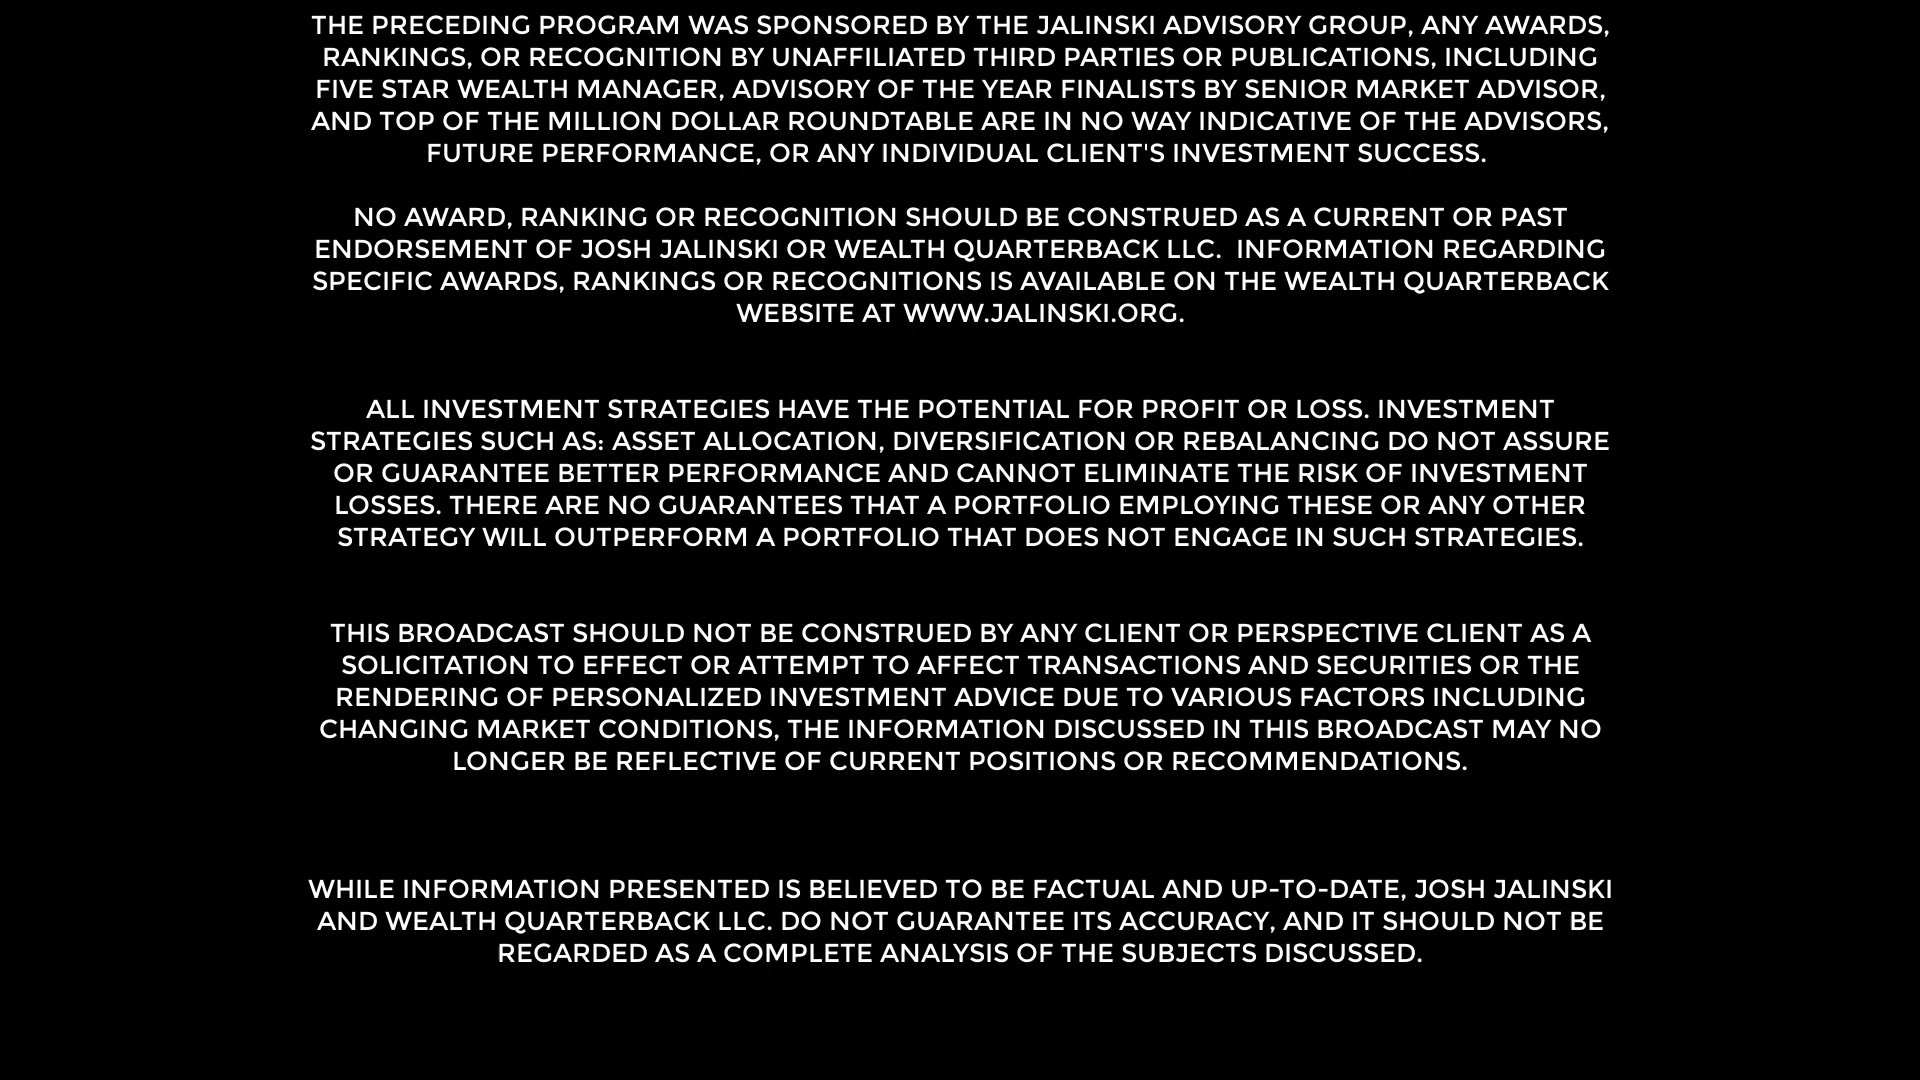 THE PRECEDING PROGRAM WAS SPONSORED BY THE JALINSKI ADVISORY GROUP, ANY AWARDS,
RANKINGS, OR RECOGNITION BY UNAFFILIATED THIRD PARTIES OR PUBLICATIONS, INCLUDING
FIVE STAR WEALTH MANAGER, ADVISORY OF THE YEAR FINALISTS BY SENIOR MARKET ADVISOR,
AND TOP OF THE MILLION DOLLAR ROUNDTABLE ARE IN NO WAY INDICATIVE OF THE ADVISORS,
FUTURE PERFORMANCE, OR ANY INDIVIDUAL CLIENT'S INVESTMENT SUCCESS.
NO AWARD, RANKING OR RECOGNITION SHOULD BE CONSTRUED AS A CURRENT OR PAST
ENDORSEMENT OF JOSH JALINSKI OR WEALTH QUARTERBACK LLC.  INFORMATION REGARDING
SPECIFIC AWARDS, RANKINGS OR RECOGNITIONS IS AVAILABLE ON THE WEALTH QUARTERBACK
WEBSITE AT WWW.JALINSKI.ORG.
ALL INVESTMENT STRATEGIES HAVE THE POTENTIAL FOR PROFIT OR LOSS. INVESTMENT
STRATEGIES SUCH AS: ASSET ALLOCATION, DIVERSIFICATION OR REBALANCING DO NOT ASSURE
OR GUARANTEE BETTER PERFORMANCE AND CANNOT ELIMINATE THE RISK OF INVESTMENT
LOSSES. THERE ARE NO GUARANTEES THAT A PORTFOLIO EMPLOYING THESE OR ANY OTHER
STRATEGY WILL OUTPERFORM A PORTFOLIO THAT DOES NOT ENGAGE IN SUCH STRATEGIES.
THIS BROADCAST SHOULD NOT BE CONSTRUED BY ANY CLIENT OR PERSPECTIVE CLIENT AS A
SOLICITATION TO EFFECT OR ATTEMPT TO AFFECT TRANSACTIONS AND SECURITIES OR THE
RENDERING OF PERSONALIZED INVESTMENT ADVICE DUE TO VARIOUS FACTORS INCLUDING
CHANGING MARKET CONDITIONS, THE INFORMATION DISCUSSED IN THIS BROADCAST MAY NO
LONGER BE REFLECTIVE OF CURRENT POSITIONS OR RECOMMENDATIONS.
WHILE INFORMATION PRESENTED IS BELIEVED TO BE FACTUAL AND UP-TO-DATE, JOSH JALINSKI
AND WEALTH QUARTERBACK LLC. DO NOT GUARANTEE ITS ACCURACY, AND IT SHOULD NOT BE
REGARDED AS A COMPLETE ANALYSIS OF THE SUBJECTS DISCUSSED.